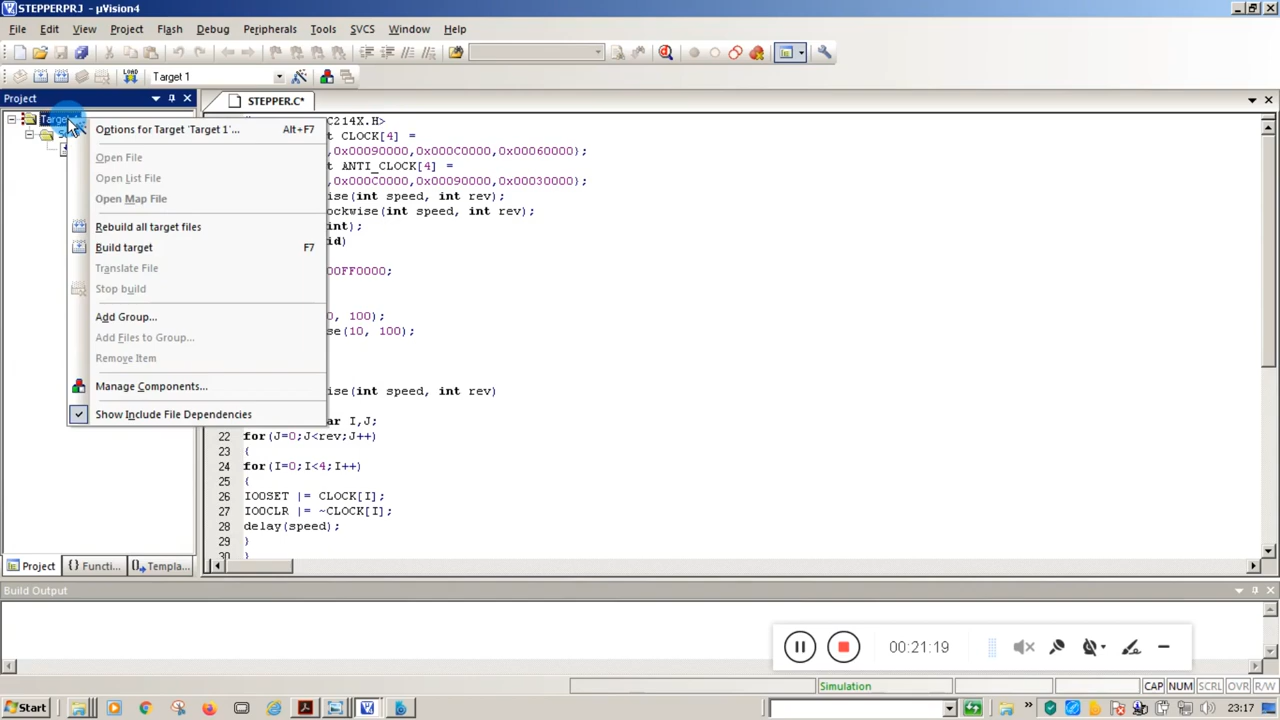 STEPPERPRJ - µVision4
File Edit View Project Flash Debug Peripherals Tools SVCS Window Help
LOAD Target 1
Project
STEPPER.C*
Target
Options for Target 'Target 1'... Alt+F7
Open File
Open List File
Open Map File
Rebuild all target files
Build target F7
Translate File
Stop build
Add Group...
Add Files to Group...
Remove Item
Manage Components...
Show Include File Dependencies
C214X.H>
t CLOCK[4] =
,0x00090000,0x000C0000,0x00060000};
t ANTI_CLOCK[4] =
,0x000C0000,0x00090000,0x00030000};
ise(int speed, int rev);
lockwise(int speed, int rev);
int);
id)
00FF0000;
0, 100);
se(10, 100);
ise(int speed, int rev)
ar I,J;
22 for(J=0;J<rev;J++)
23 {
24 for(I=0;I<4;I++)
25 {
26 IO0SET |= CLOCK[I];
27 IO0CLR |= ~CLOCK[I];
28 delay(speed);
29 }
30 }
Project {} Functi... Templa...
Build Output
00:21:19
Simulation CAP NUM SCRL OVR R/W
Start 23:17